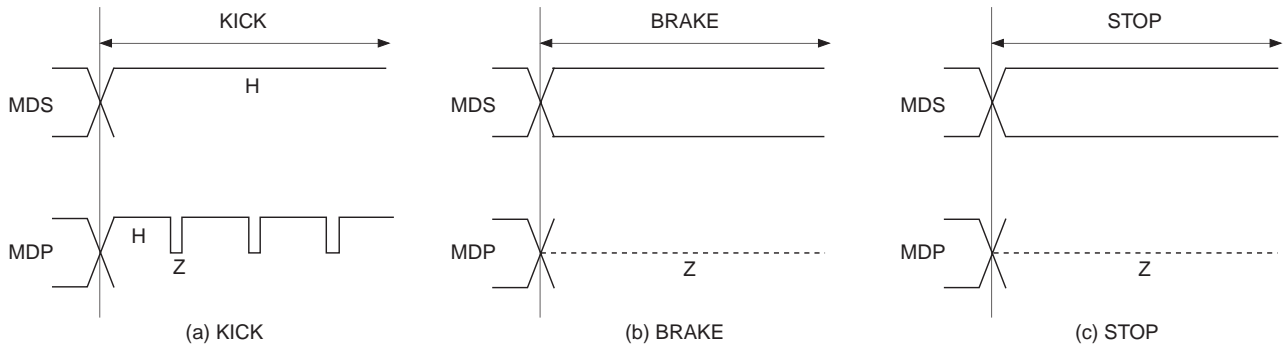 KICK
BRAKE
STOP
MDS
H
MDS
MDS
MDP
H
Z
MDP
Z
MDP
Z
(a) KICK
(b) BRAKE
(c) STOP